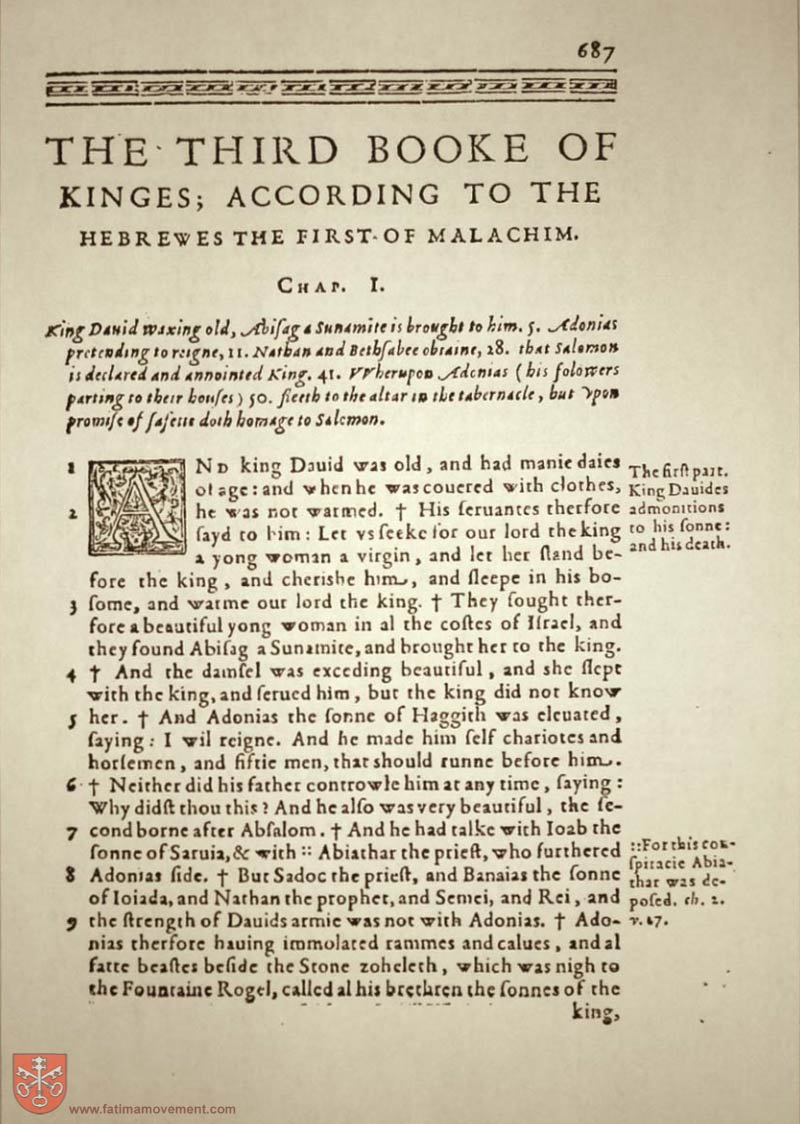 687
THE THIRD BOOKE OF
KINGES; ACCORDING TO THE
HEBREWES THE FIRST OF MALACHIM.
CHAP. I.
King Dauid waxing old, Abiſag a Sunamite is brought to him. 5. Adonias
pretending to reigne, 11. Nathan and Bethſabee obtaine, 28. that Salomon
is declared and annointed King. 41. VVherupon Adonias (his folowers
parting to their houſes) 50. fleeth to the altar in the tabernacle, but vpon
promiſe of ſafetie doth homage to Salomon.
1 AND king Dauid was old, and had manie daies
of age: and when he was couered with clothes,
2 he was not warmed. † His ſeruantes therfore
ſayd to him: Let vs ſeeke for our lord the king
a yong woman a virgin, and let her ſtand be-
fore the king, and cherishe him, and ſleepe in his bo-
3 ſome, and warme our lord the king. † They ſought ther-
fore a beautiful yong woman in al the coſtes of Iſrael, and
they found Abiſag a Sunamite, and brought her to the king.
4 † And the damſel was exceding beautiful, and she ſlept
with the king, and ſerued him, but the king did not know
5 her. † And Adonias the ſonne of Haggith was eleuated,
ſaying: I wil reigne. And he made him ſelf chariotes and
horſemen, and fiftie men, that should runne before him.
6 † Neither did his father controwle him at any time, ſaying:
Why didſt thou this? And he alſo was very beautiful, the ſe-
7 cond borne after Abſalom. † And he had talke with Ioab the
ſonne of Saruia, & with :: Abiathar the prieſt, who furthered
8 Adonias ſide. † But Sadoc the prieſt, and Banaias the ſonne
of Ioiada, and Nathan the prophet, and Semei, and Rei, and
9 the ſtrength of Dauids armie was not with Adonias. † Ado-
nias therfore hauing immolated rammes and calues, and al
fatte beaſtes beſide the Stone zoheleth, which was nigh to
the Fountaine Rogel, called al his brethren the ſonnes of the
king,
The firſt part.
King Dauides
admonitions
to his ſonne:
and his death.
::For this con-
ſpiracie Abia-
thar was de-
poſed. ch. 2.
v. 27.
www.fatimamovement.com